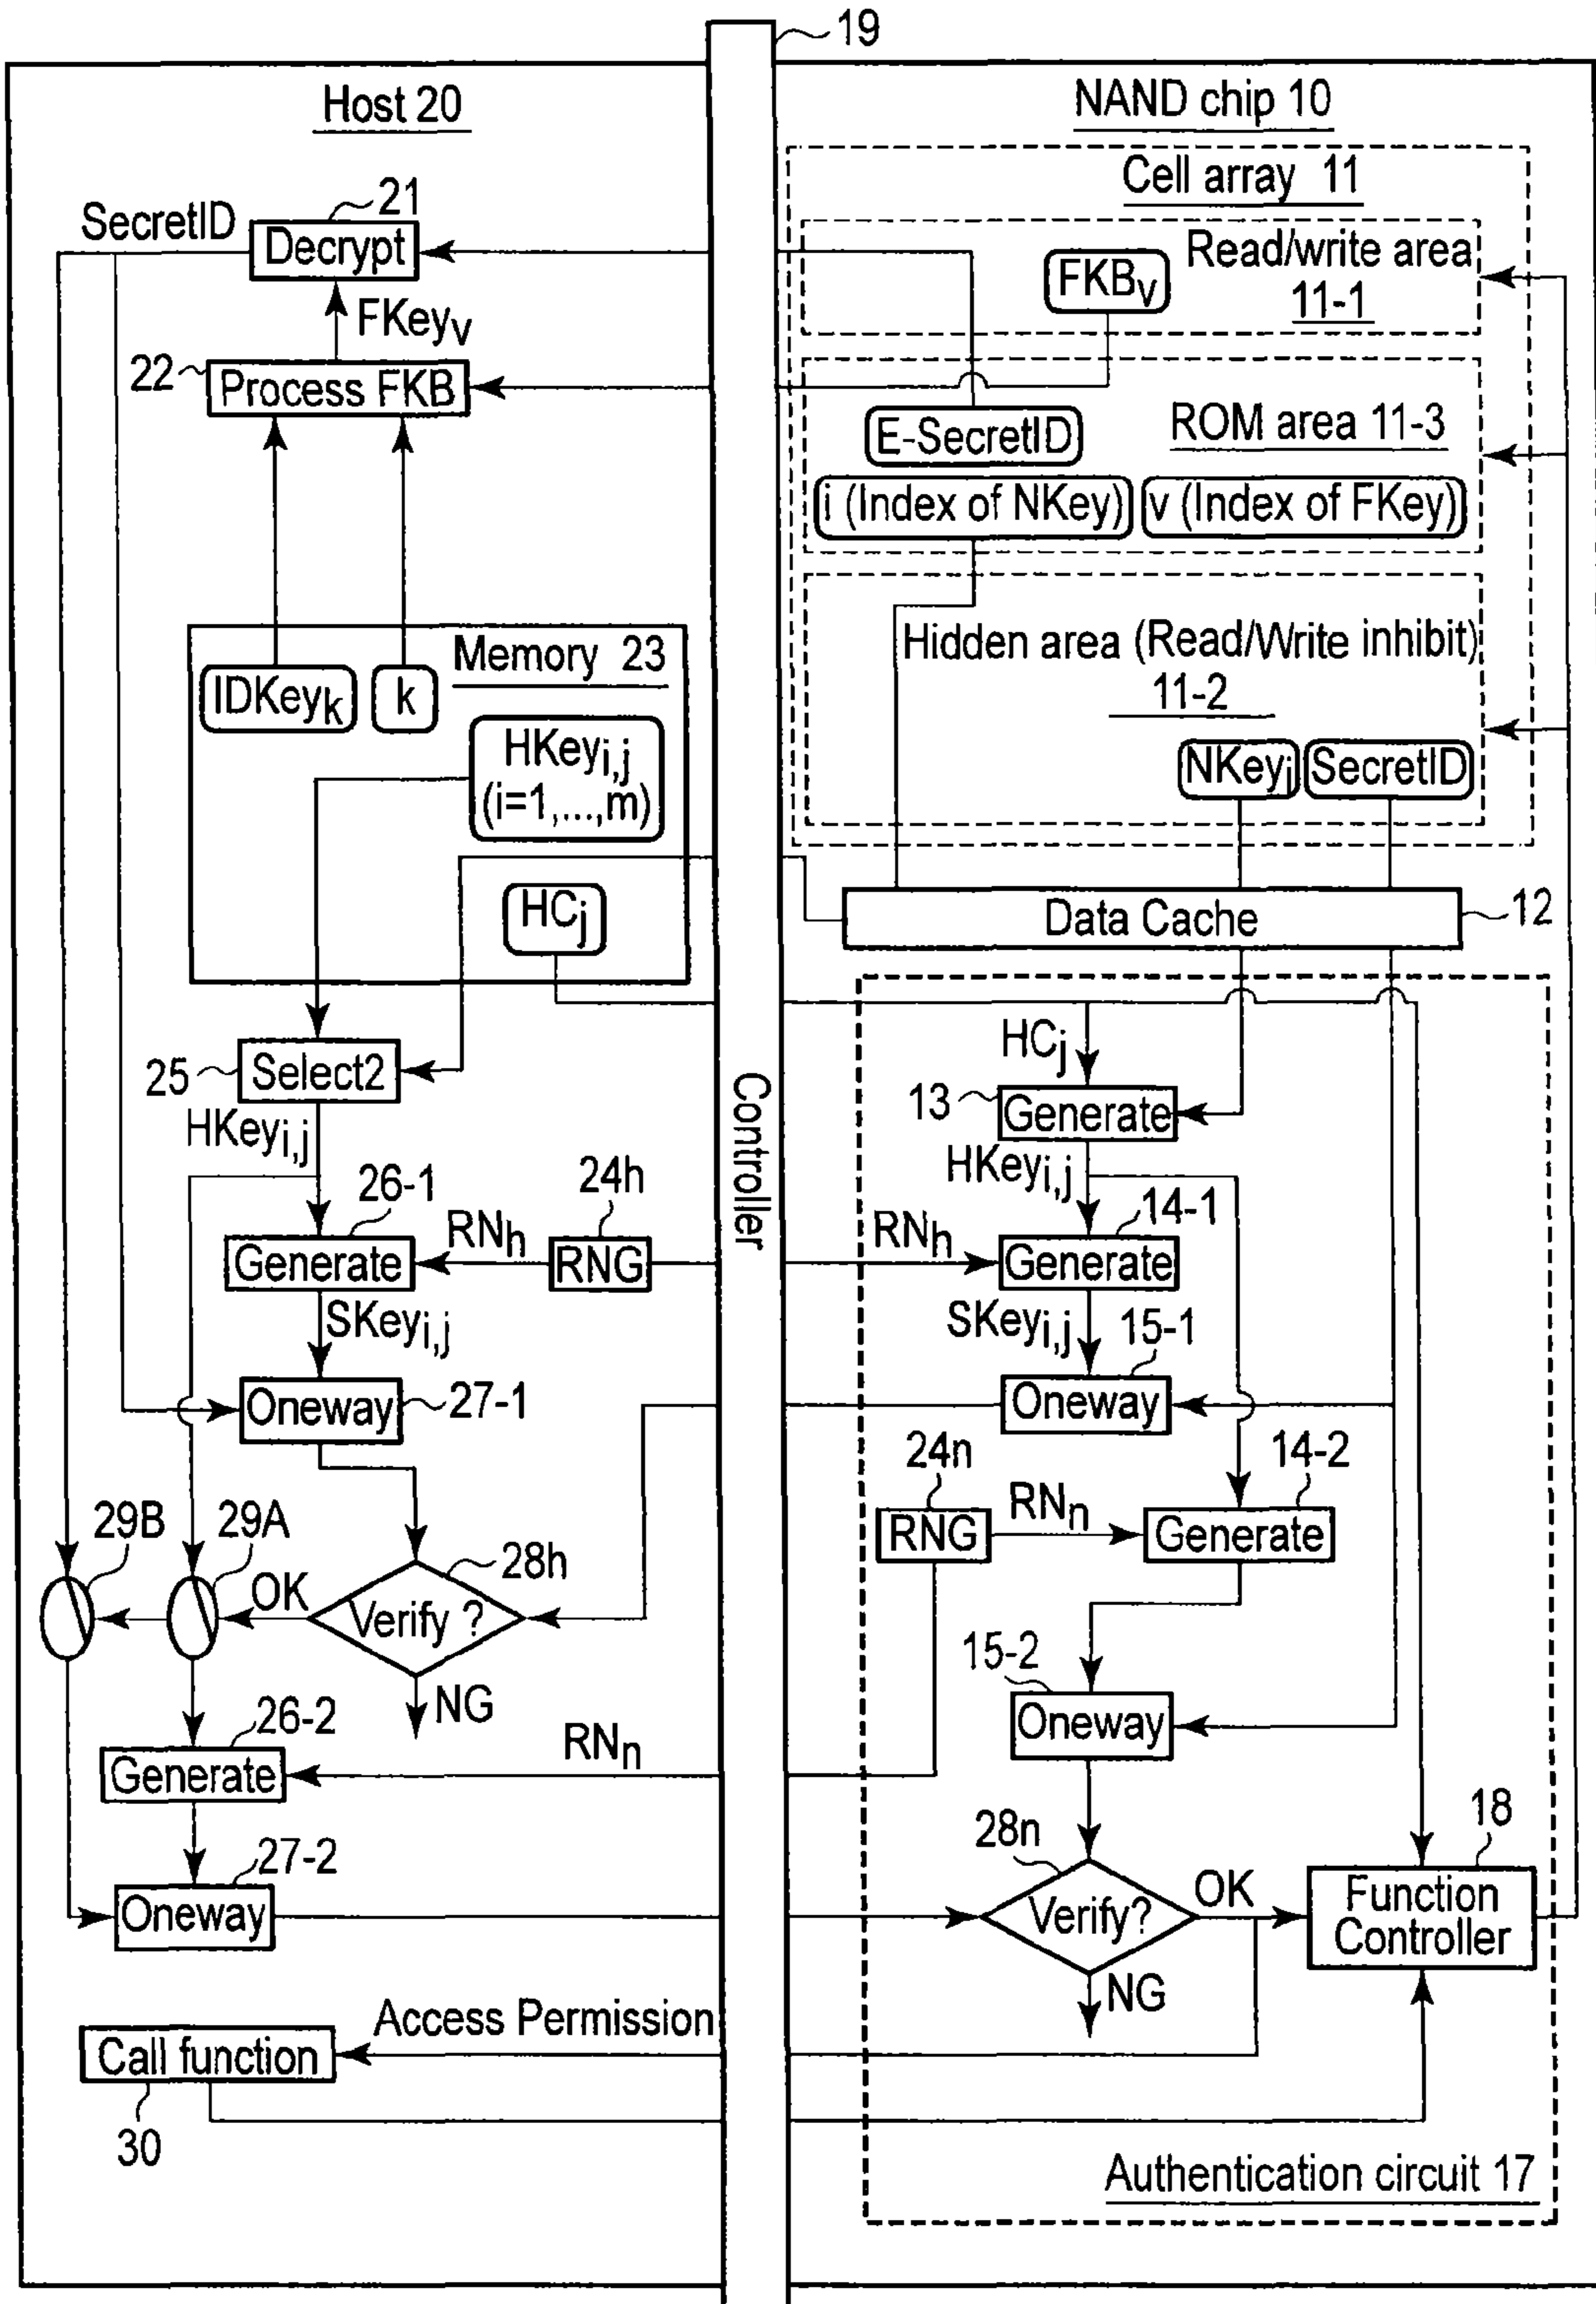 19
Host 20
NAND chip 10
Cell array 11
21
SecretID
Decrypt
Read/write area
11-1
FKBv
FKeyv
22
Process FKB
E-SecretID
ROM area 11-3
i (Index of NKey)
v (Index of FKey)
Memory 23
IDKeyk
k
Hidden area (Read/Write inhibit)
11-2
HKeyi,j
(i=1,...,m)
NKeyi
SecretID
HCj
Data Cache
12
HCj
25
Select2
Controller
13
Generate
HKeyi,j
HKeyi,j
26-1
24h
14-1
RNh
RNh
Generate
RNG
Generate
SKeyi,j
SKeyi,j
15-1
Oneway
27-1
Oneway
24n
14-2
RNn
RNG
Generate
29B
29A
28h
OK
Verify ?
15-2
NG
Oneway
26-2
RNn
Generate
27-2
28n
18
Oneway
Verify?
OK
Function
Controller
NG
Access Permission
Call function
30
Authentication circuit 17